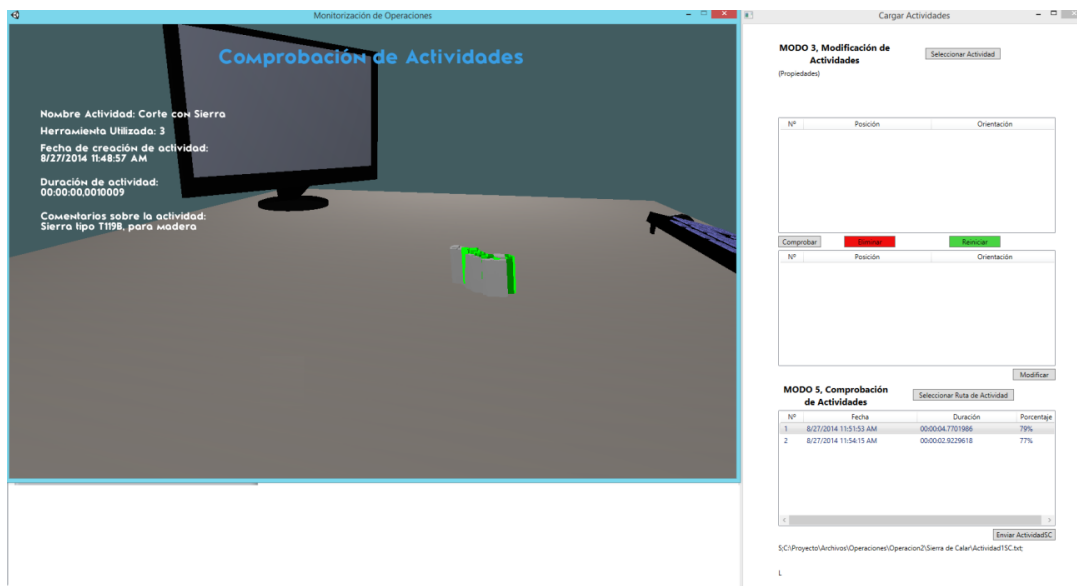 Monitorización de Operaciones
Comprobación de Actividades
Nombre Actividad: Corte con Sierra
Herramienta Utilizada: 3
Fecha de creación de actividad:
8/27/2014 11:48:57 AM
Duración de actividad:
00:00:00,0010009
Comentarios sobre la actividad:
Sierra tipo T119B, para madera
Cargar Actividades
MODO 3, Modificación de
Actividades
Seleccionar Actividad
(Propiedades)
Nº Posición Orientación
Comprobar Eliminar Reiniciar
Nº Posición Orientación
Modificar
MODO 5, Comprobación
de Actividades
Seleccionar Ruta de Actividad
Nº Fecha Duración Porcentaje
1 8/27/2014 11:51:53 AM 00:00:04.7701986 79%
2 8/27/2014 11:54:15 AM 00:00:02.9229618 77%
Enviar ActividadSC
5;C:\Proyecto\Archivos\Operaciones\Operacion2\Sierra de Calar\Actividad1SC.txt;
L